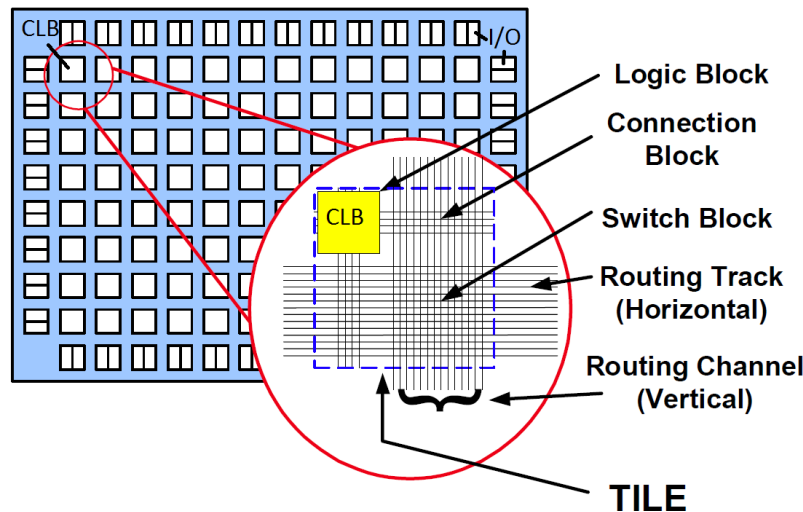 CLB
I/O
Logic Block
Connection
Block
CLB
Switch Block
Routing Track
(Horizontal)
Routing Channel
(Vertical)
TILE